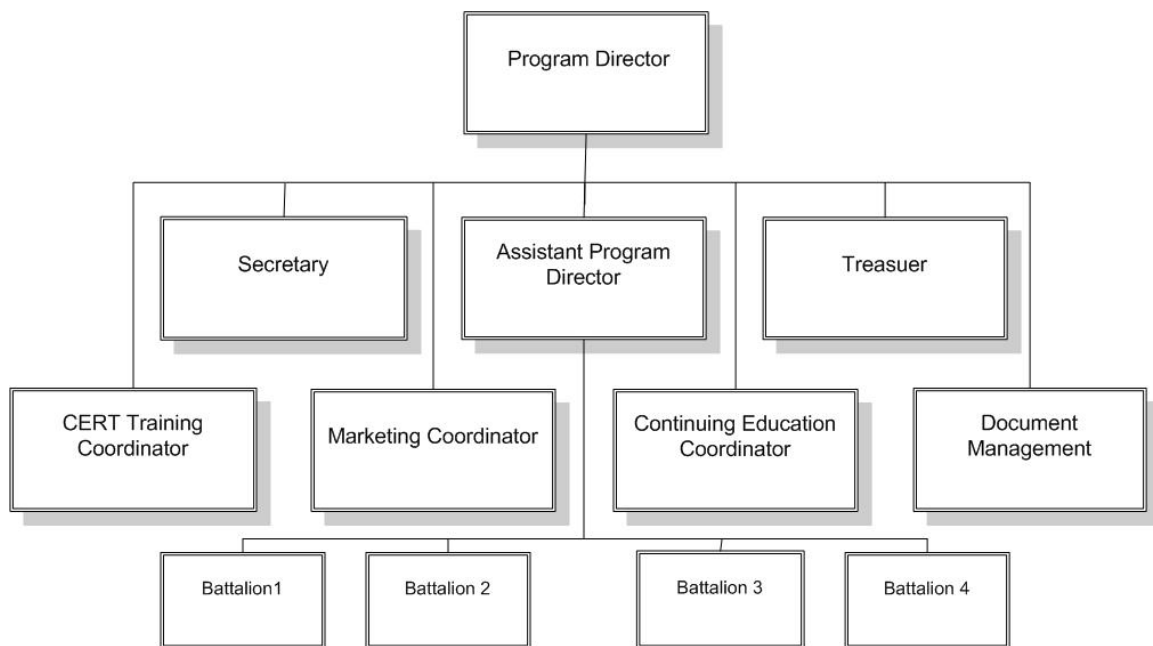 Program Director
Secretary
Assistant Program
Director
Treasuer
CERT Training
Coordinator
Marketing Coordinator
Continuing Education
Coordinator
Document
Management
Battalion1
Battalion 2
Battalion 3
Battalion 4